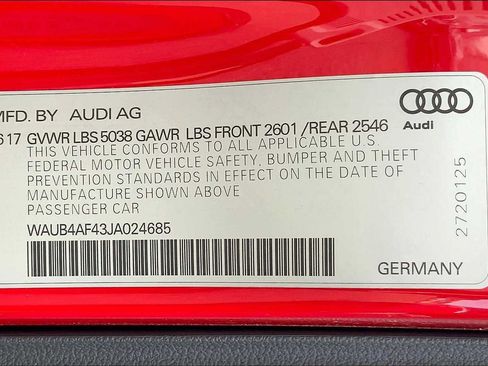 MFD. BY AUDI AG
617 GVWR LBS 5038 GAWR LBS FRONT 2601 /REAR 2546
THIS VEHICLE CONFORMS TO ALL APPLICABLE U.S.
FEDERAL MOTOR VEHICLE SAFETY, BUMPER AND THEFT
PREVENTION STANDARDS IN EFFECT ON THE DATE OF
MANUFACTURE SHOWN ABOVE
PASSENGER CAR
WAUB4AF43JA024685
Audi
2720125
GERMANY